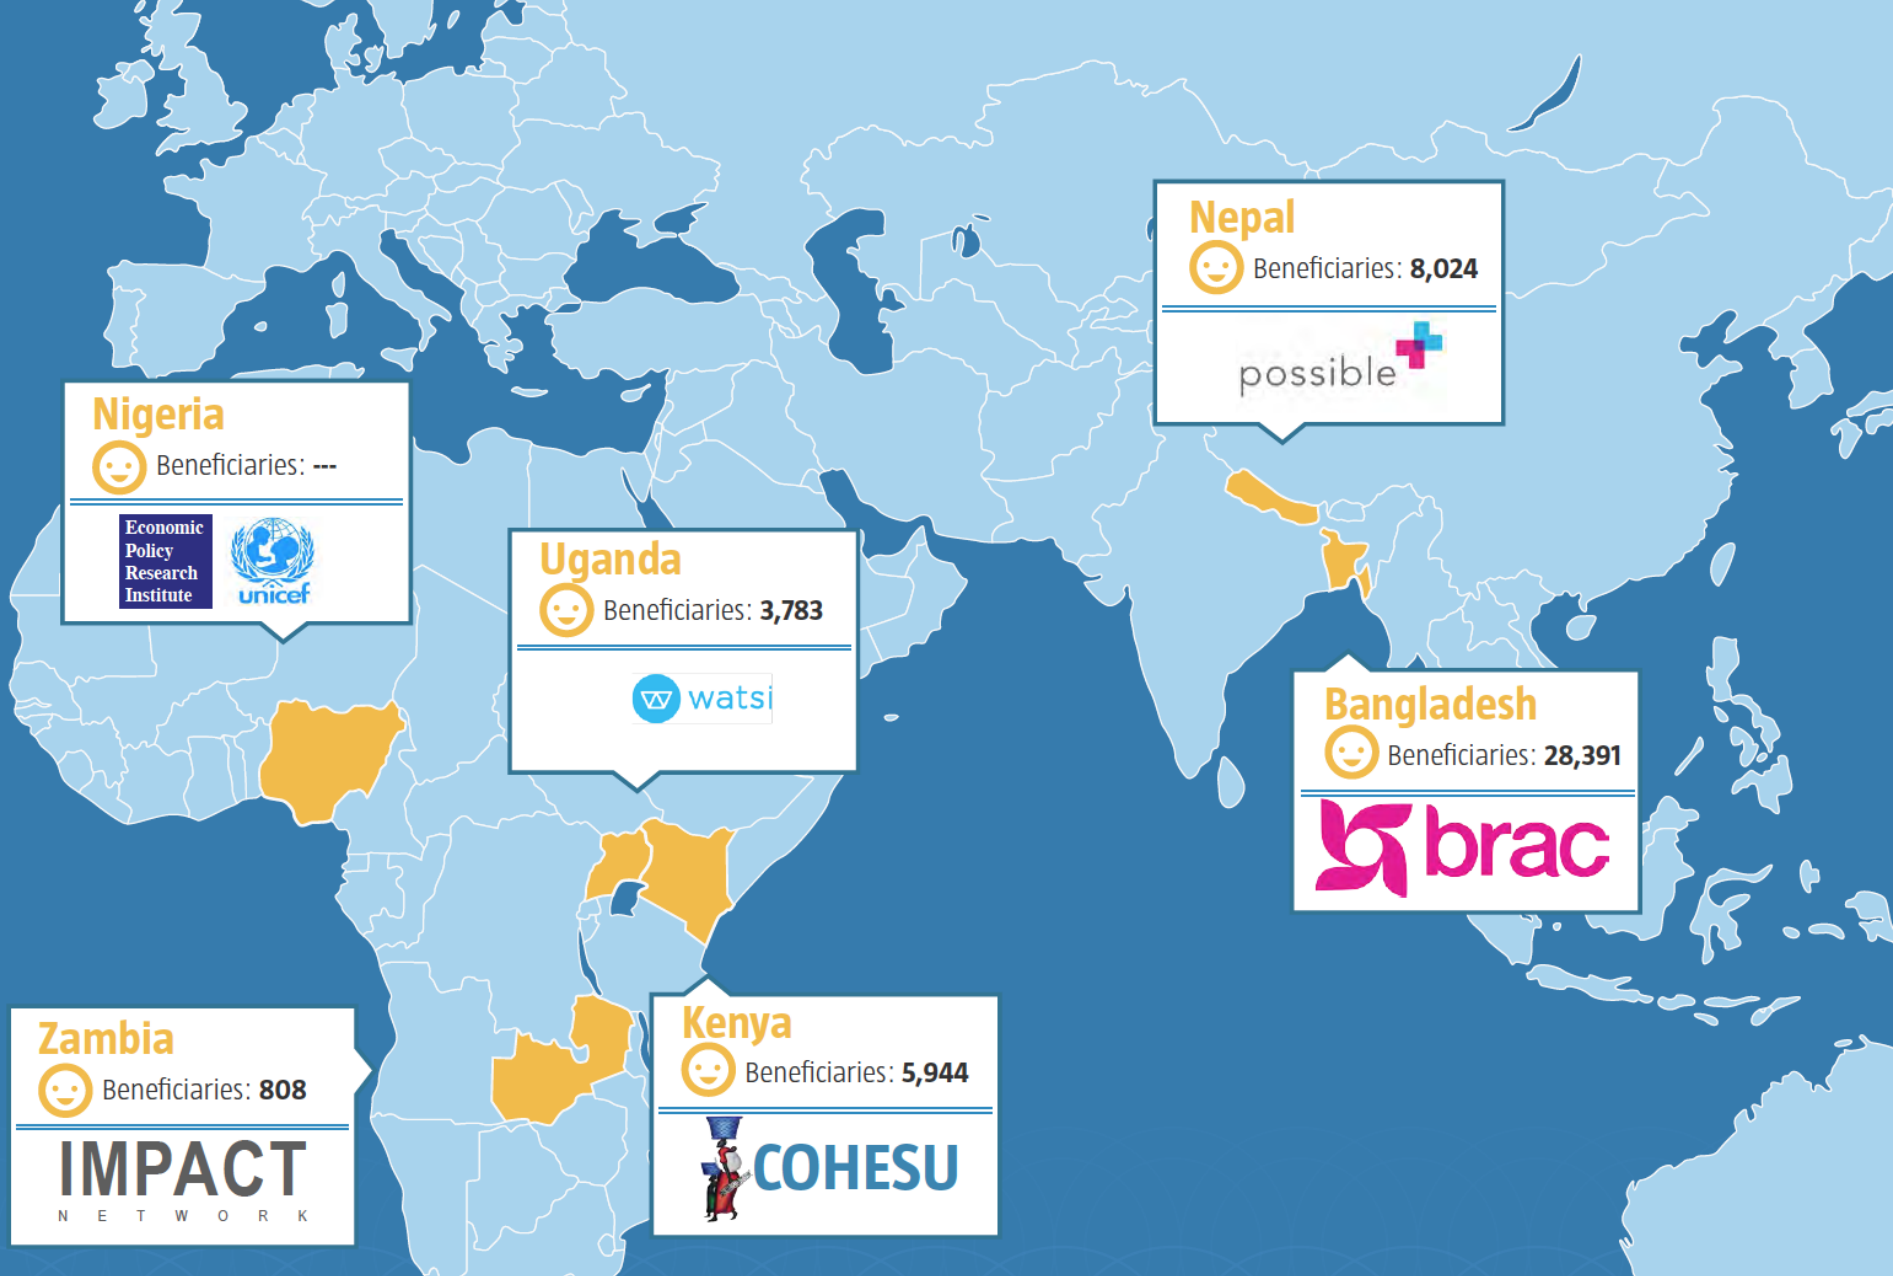 Nepal
Beneficiaries: 8,024
possible
Nigeria
Beneficiaries: ---
Economic
Policy
Research
Institute
unicef
Uganda
Beneficiaries: 3,783
watsi
Bangladesh
Beneficiaries: 28,391
brac
Zambia
Beneficiaries: 808
IMPACT
NETWORK
Kenya
Beneficiaries: 5,944
COHESU